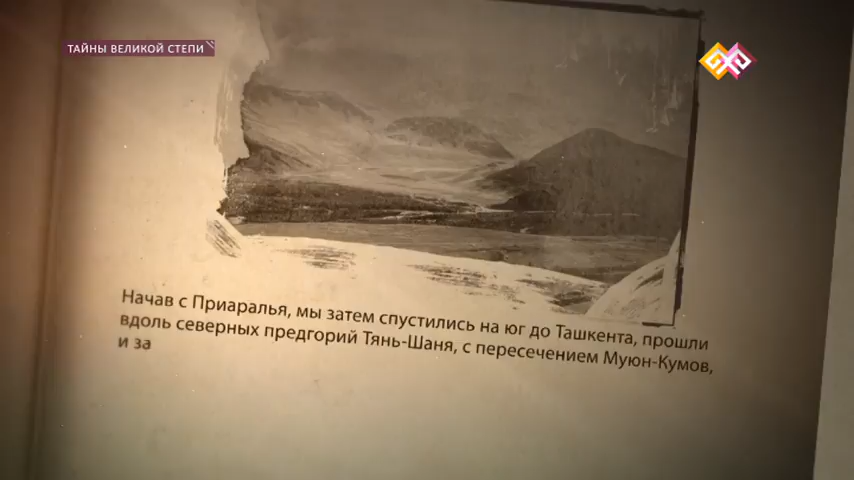 ТАЙНЫ ВЕЛИКОЙ СТЕПИ
Начав с Приаралья, мы затем спустились на юг до Ташкента, прошли
вдоль северных предгорий Тянь-Шаня, с пересечением Муюн-Кумов,
и за